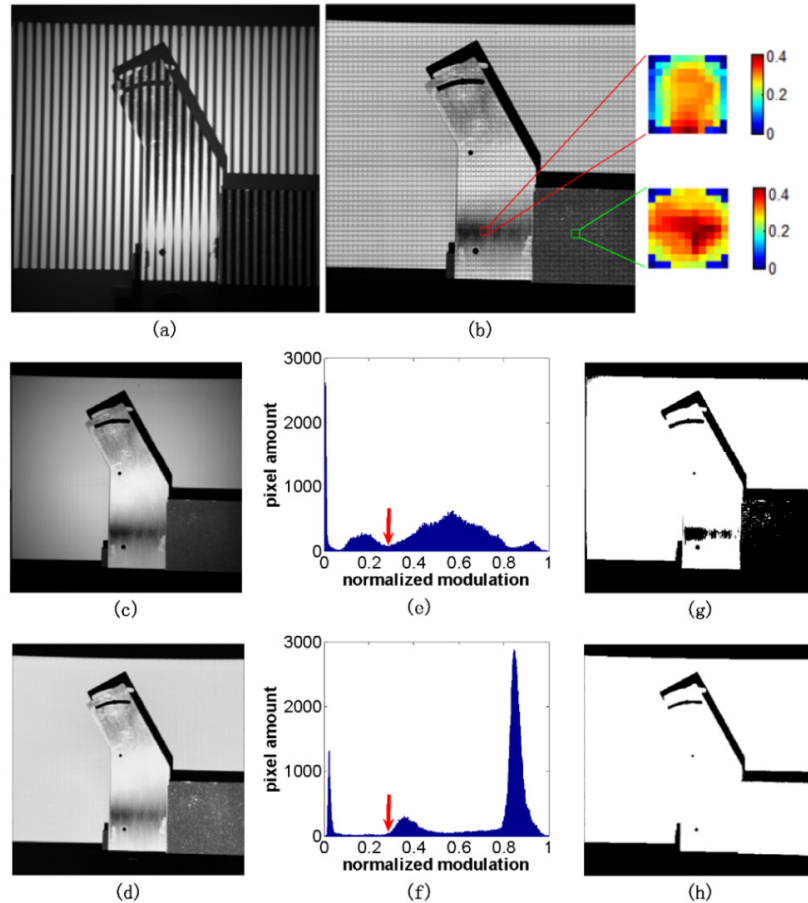 0.4
0.2
0
0.4
0.2
0
(a)
(b)
3000
2000
1000
0
pixel amount
0 0.2 0.4 0.6 0.8 1
normalized modulation
(c)
(e)
(g)
3000
2000
1000
0
pixel amount
0 0.2 0.4 0.6 0.8 1
normalized modulation
(d)
(f)
(h)